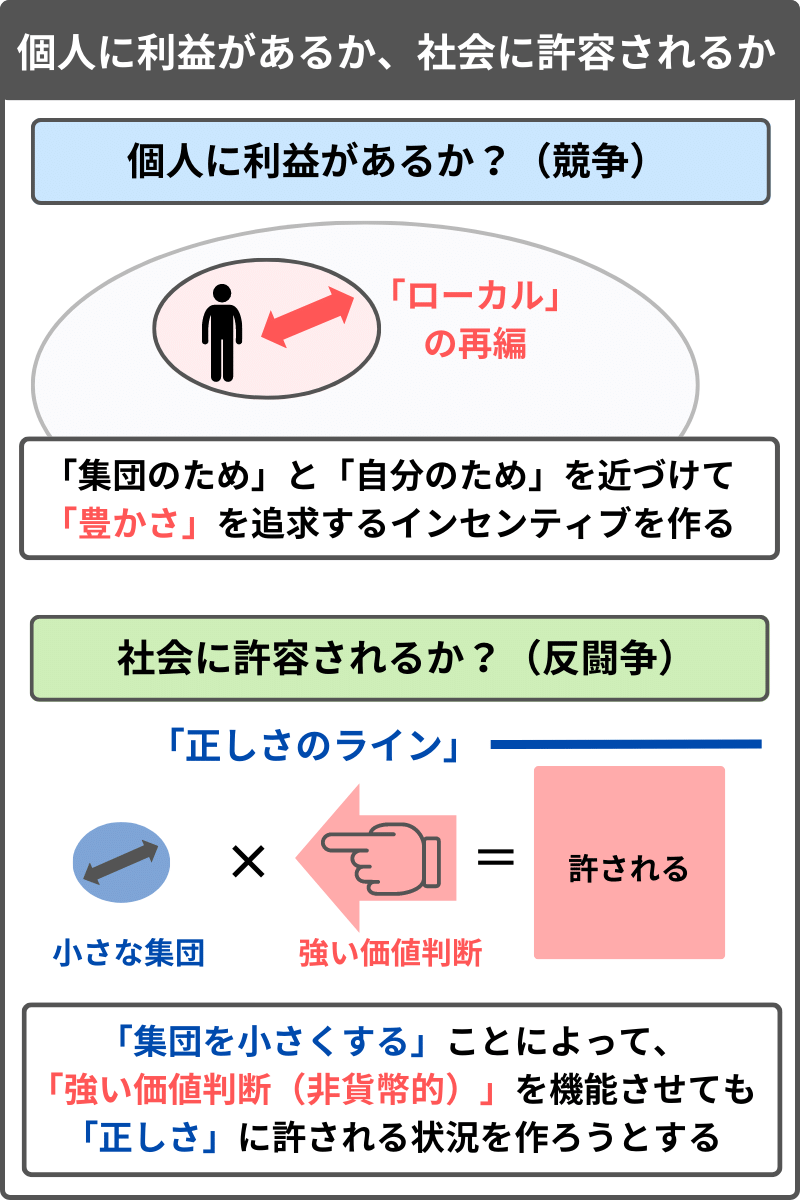 個人に利益があるか、社会に許容されるか
個人に利益があるか？（競争）
「ローカル」
の再編
「集団のため」と「自分のため」を近づけて
「豊かさ」を追求するインセンティブを作る
社会に許容されるか？（反闘争）
「正しさのライン」
×
＝
許される
小さな集団
強い価値判断
「集団を小さくする」ことによって、
「強い価値判断（非貨幣的）」を機能させても
「正しさ」に許される状況を作ろうとする